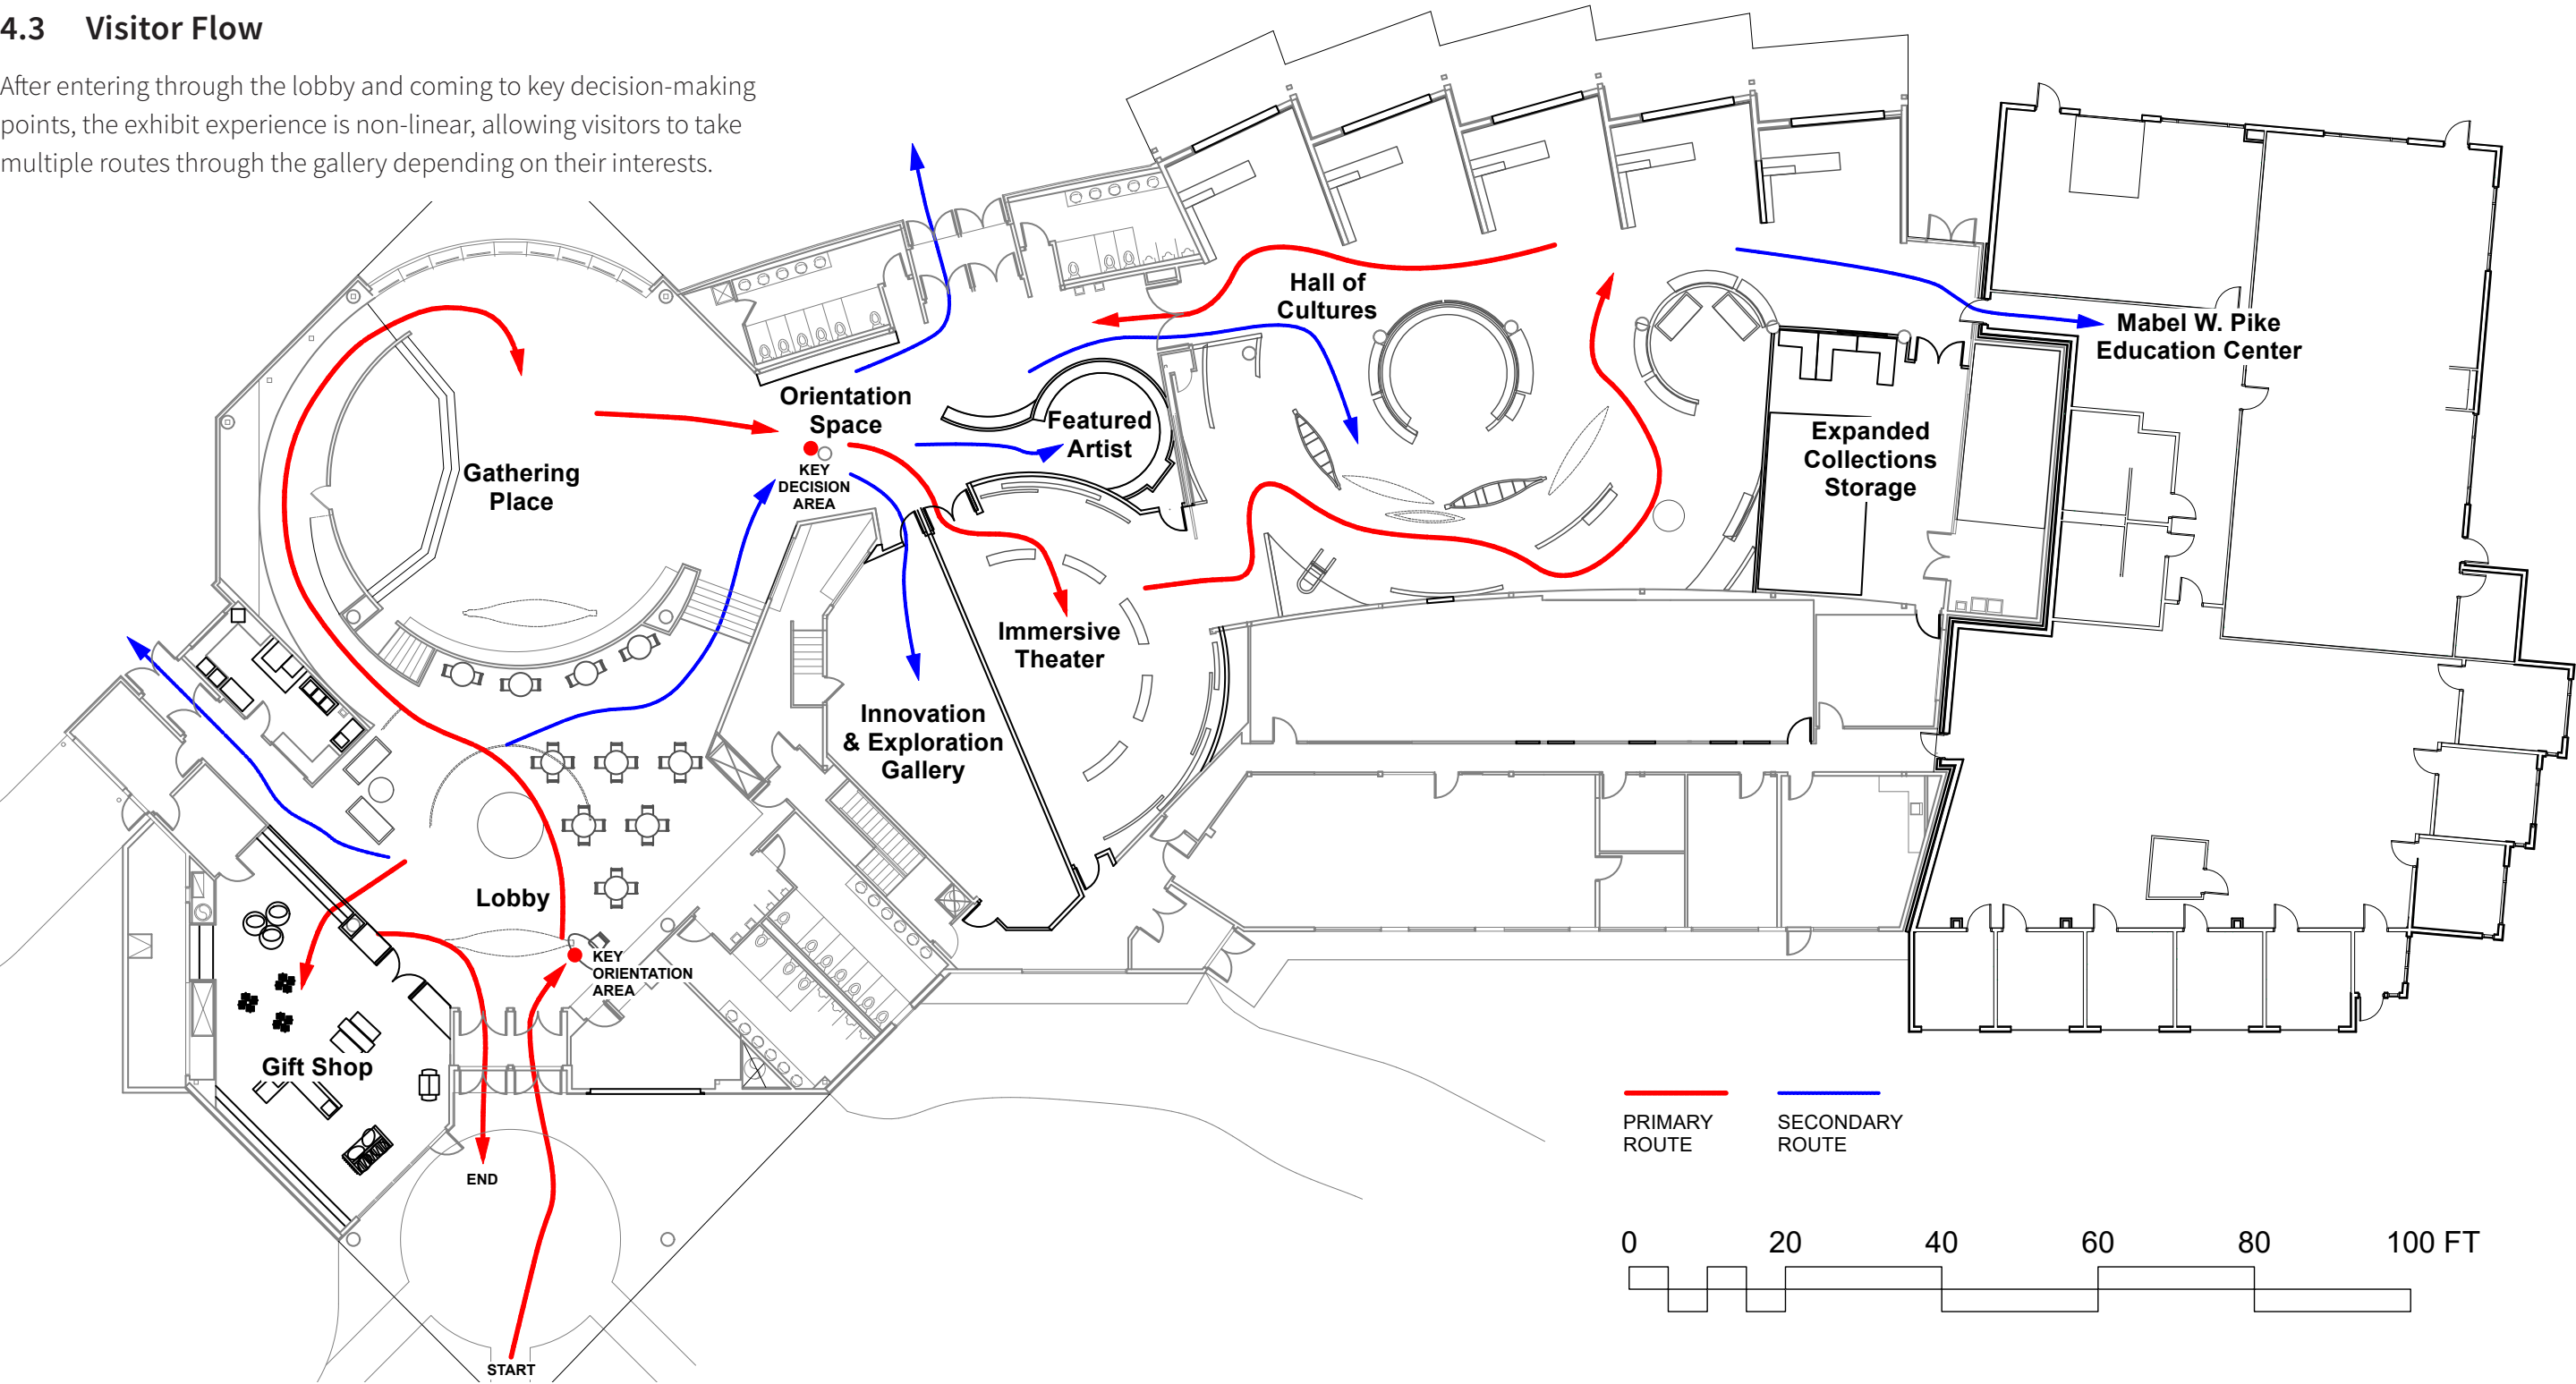 4.3 Visitor Flow
After entering through the lobby and coming to key decision-making
points, the exhibit experience is non-linear, allowing visitors to take
multiple routes through the gallery depending on their interests.
Hall of
Cultures
Mabel W. Pike
Education Center
Orientation
Space
KEY
DECISION
AREA
Featured
Artist
Gathering
Place
Expanded
Collections
Storage
Immersive
Theater
Innovation
& Exploration
Gallery
Lobby
KEY
ORIENTATION
AREA
Gift Shop
END
START
PRIMARY
ROUTE
SECONDARY
ROUTE
0 20 40 60 80 100 FT